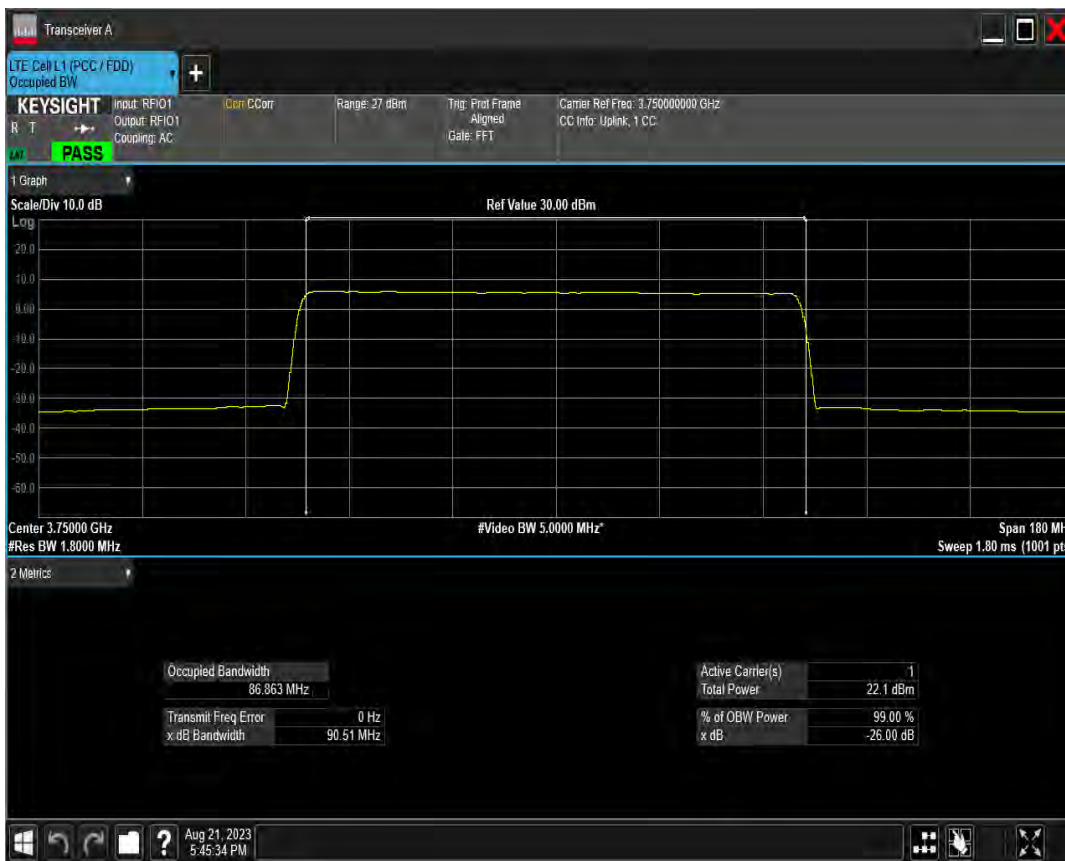 Transceiver A
LTE Cell L1 (PCC / FDD)
Occupied BW
+
KEYSIGHT
R T
PASS
Input: RFIO1
Output: RFIO1
Coupling: AC
Corr CCorr
Range: 27 dBm
Trig: Prot Frame
Aligned
Gate: FFT
Carrier Ref Freq: 3.750000000 GHz
CC Info: Uplink, 1 CC
1 Graph
Scale/Div 10.0 dB
Ref Value 30.00 dBm
Log
20.0
10.0
0.00
-10.0
-20.0
-30.0
-40.0
-50.0
-60.0
Center 3.75000 GHz
#Video BW 5.0000 MHz*
Span 180 MH
#Res BW 1.8000 MHz
Sweep 1.80 ms (1001 pts
2 Metrics
Occupied Bandwidth
86.863 MHz
Transmit Freq Error 0 Hz
x dB Bandwidth 90.51 MHz
Active Carrier(s) 1
Total Power 22.1 dBm
% of OBW Power 99.00 %
x dB -26.00 dB
?
Aug 21, 2023
5:45:34 PM